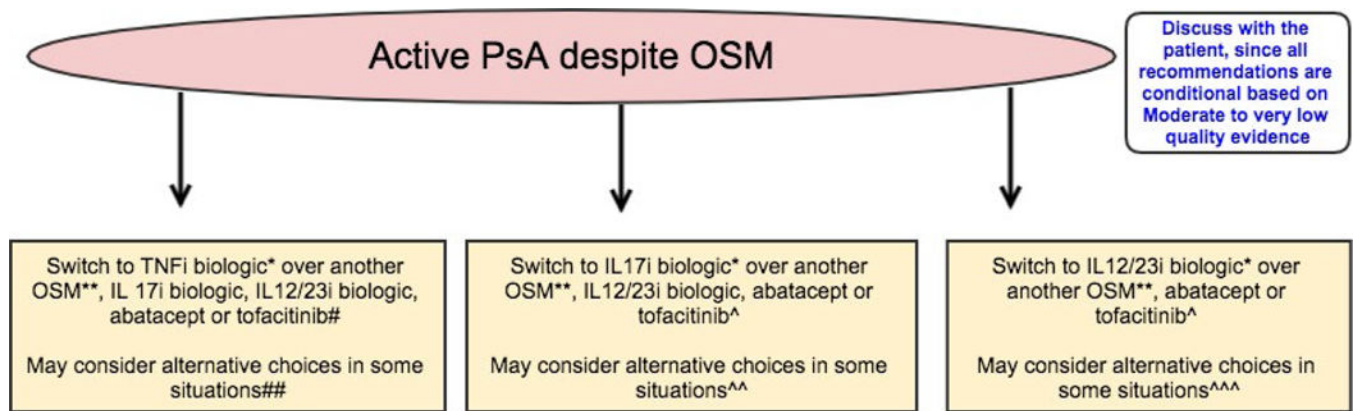 Active PsA despite OSM
Discuss with the
patient, since all
recommendations are
conditional based on
Moderate to very low
quality evidence
Switch to TNFi biologic* over another
OSM**, IL 17i biologic, IL12/23i biologic,
abatacept or tofacitinib#
May consider alternative choices in some
situations##
Switch to IL17i biologic* over another
OSM**, IL12/23i biologic, abatacept or
tofacitinib^
May consider alternative choices in some
situations^^
Switch to IL12/23i biologic* over
another OSM**, abatacept or
tofacitinib^
May consider alternative choices in
some situations^^^